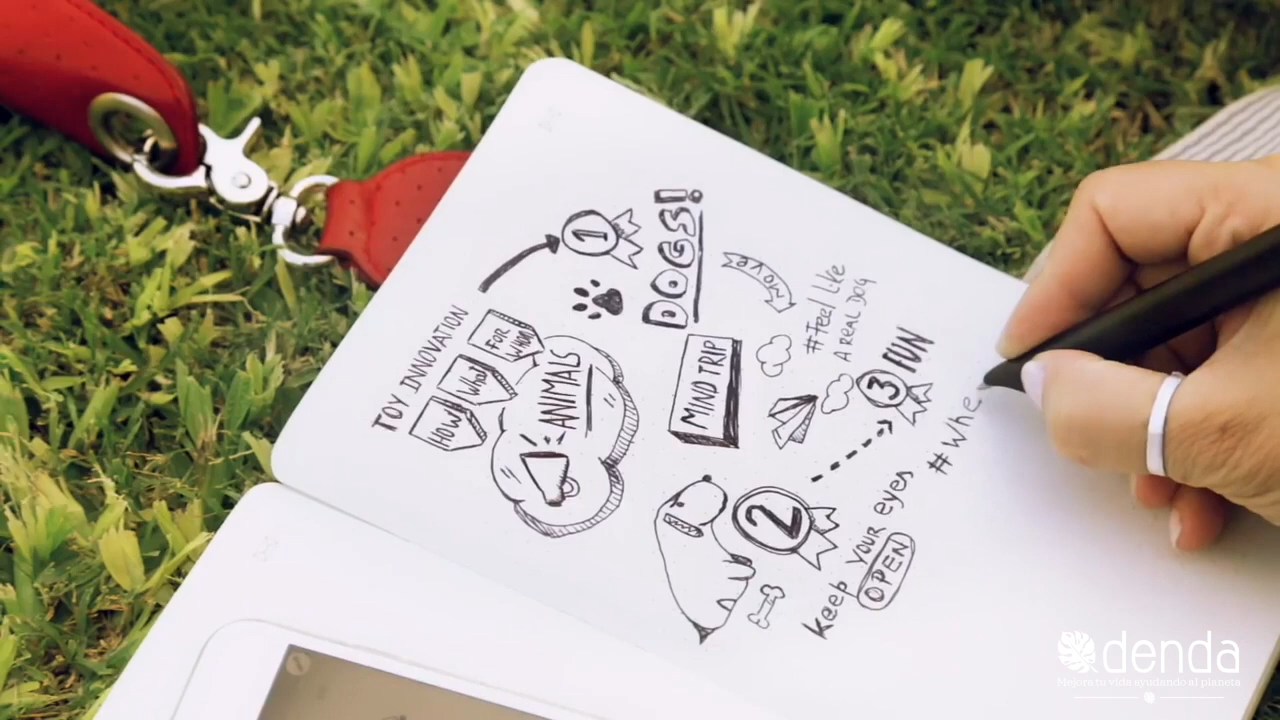 TOY INNOVATION
HOW?
What?
FOR WHOM?
ANIMALS
1
DOGS!
MOVE
#Feel Like
A REAL DOG
MIND TRIP
2
3 FUN
Keep YOUR eyes
OPEN
#Whe
denda
Mejora tu vida ayudando al planeta